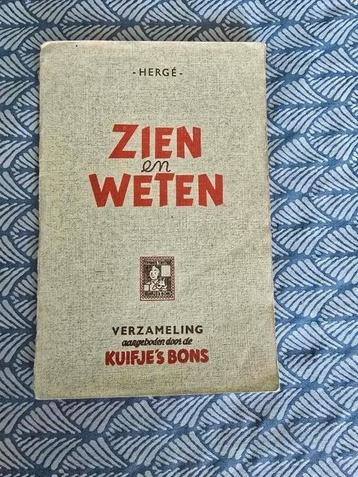 - HERGÉ -
ZIEN
en
WETEN
VERZAMELING
aangeboden door de
KUIFJE'S BONS